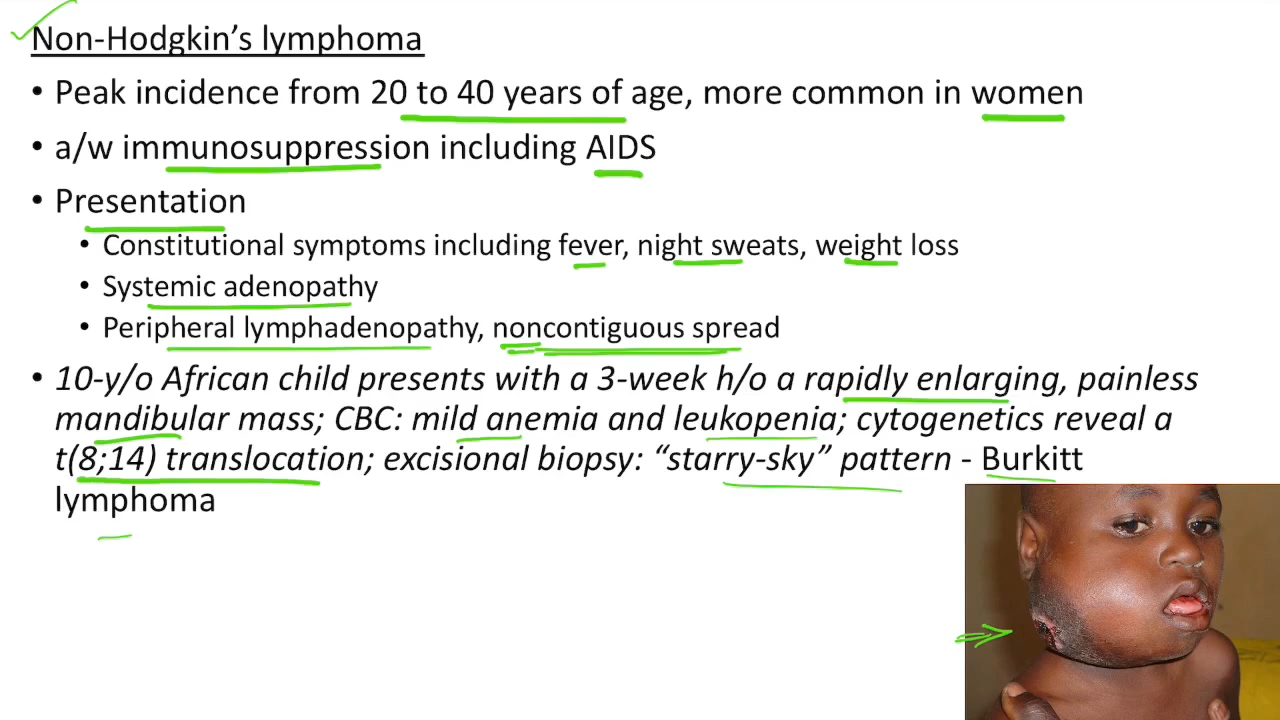 Non-Hodgkin's lymphoma
• Peak incidence from 20 to 40 years of age, more common in women
• a/w immunosuppression including AIDS
• Presentation
• Constitutional symptoms including fever, night sweats, weight loss
• Systemic adenopathy
• Peripheral lymphadenopathy, noncontiguous spread
• 10-y/o African child presents with a 3-week h/o a rapidly enlarging, painless
mandibular mass; CBC: mild anemia and leukopenia; cytogenetics reveal a
t(8;14) translocation; excisional biopsy: “starry-sky” pattern - Burkitt
lymphoma